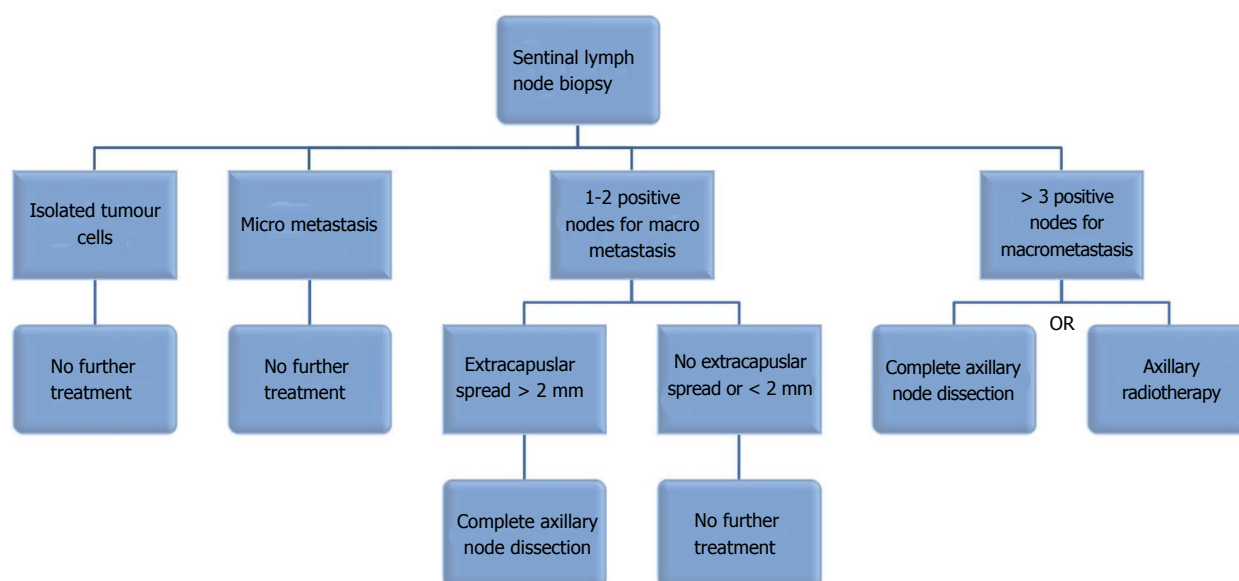 Sentinal lymph
node biopsy
Isolated tumour
cells
Micro metastasis
1-2 positive
nodes for macro
metastasis
> 3 positive
nodes for
macrometastasis
No further
treatment
No further
treatment
Extracapuslar
spread > 2 mm
No extracapuslar
spread or < 2 mm
OR
Complete axillary
node dissection
Axillary
radiotherapy
Complete axillary
node dissection
No further
treatment